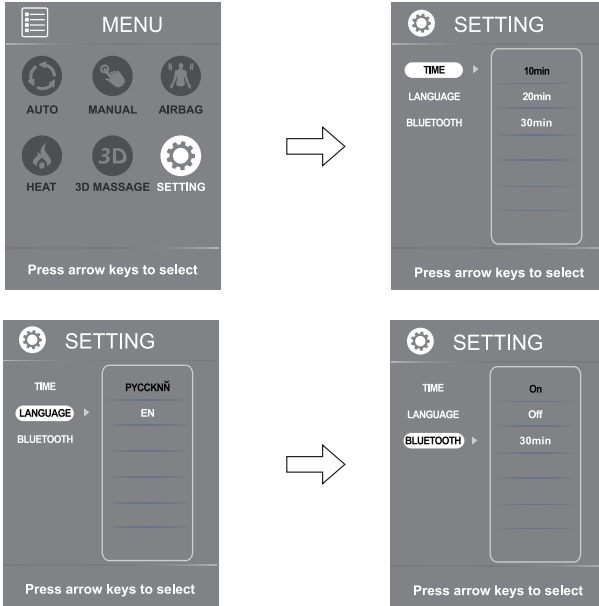 MENU
AUTO MANUAL AIRBAG
3D
HEAT 3D MASSAGE SETTING
Press arrow keys to select
SETTING
TIME 10min
LANGUAGE 20min
BLUETOOTH 30min
Press arrow keys to select
SETTING
TIME PYCCKNŇ
LANGUAGE EN
BLUETOOTH
Press arrow keys to select
SETTING
TIME On
LANGUAGE Off
BLUETOOTH 30min
Press arrow keys to select